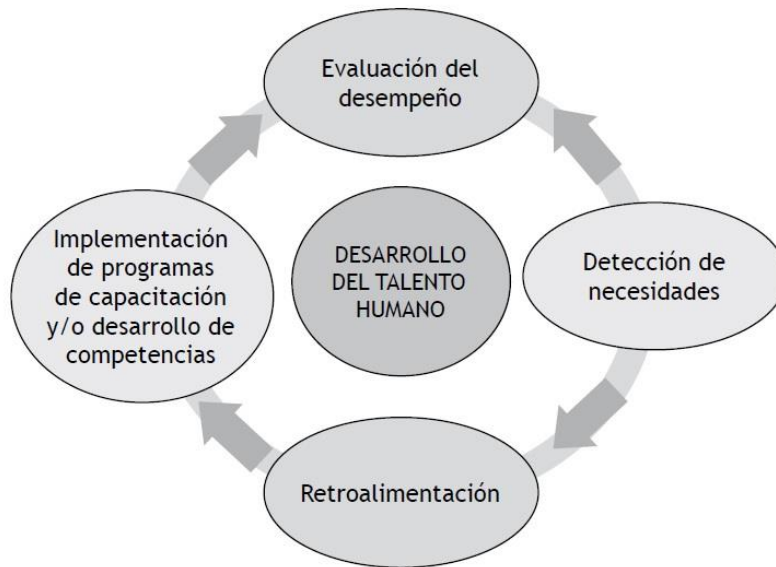 Evaluación del
desempeño
Implementación
de programas
de capacitación
y/o desarrollo de
competencias
DESARROLLO
DEL TALENTO
HUMANO
Detección de
necesidades
Retroalimentación